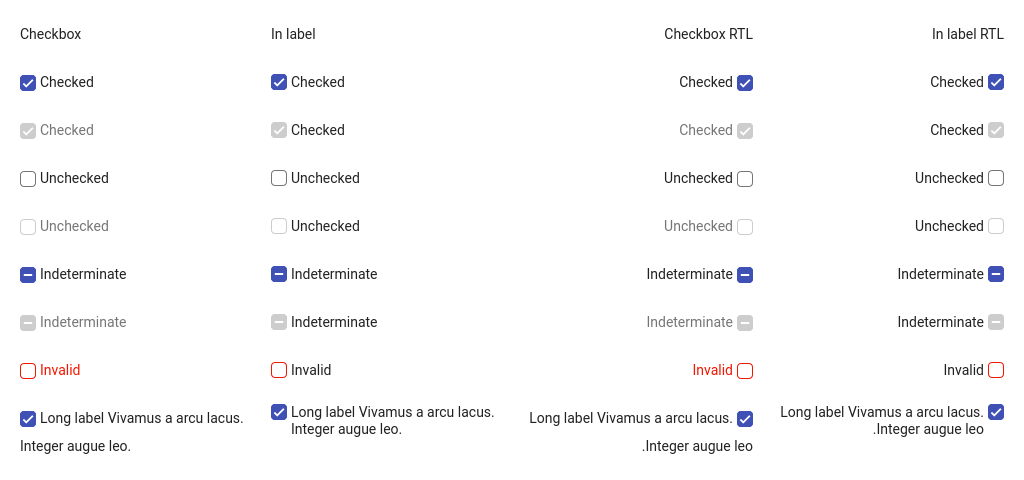 Checkbox In label Checkbox RTL In label RTL
Checked Checked Checked Checked
Checked Checked Checked Checked
Unchecked Unchecked Unchecked Unchecked
Unchecked Unchecked Unchecked Unchecked
Indeterminate Indeterminate Indeterminate Indeterminate
Indeterminate Indeterminate Indeterminate Indeterminate
Invalid Invalid Invalid Invalid
Long label Vivamus a arcu lacus. Long label Vivamus a arcu lacus. Long label Vivamus a arcu lacus. Long label Vivamus a arcu lacus.
Integer augue leo. Integer augue leo. .Integer augue leo .Integer augue leo